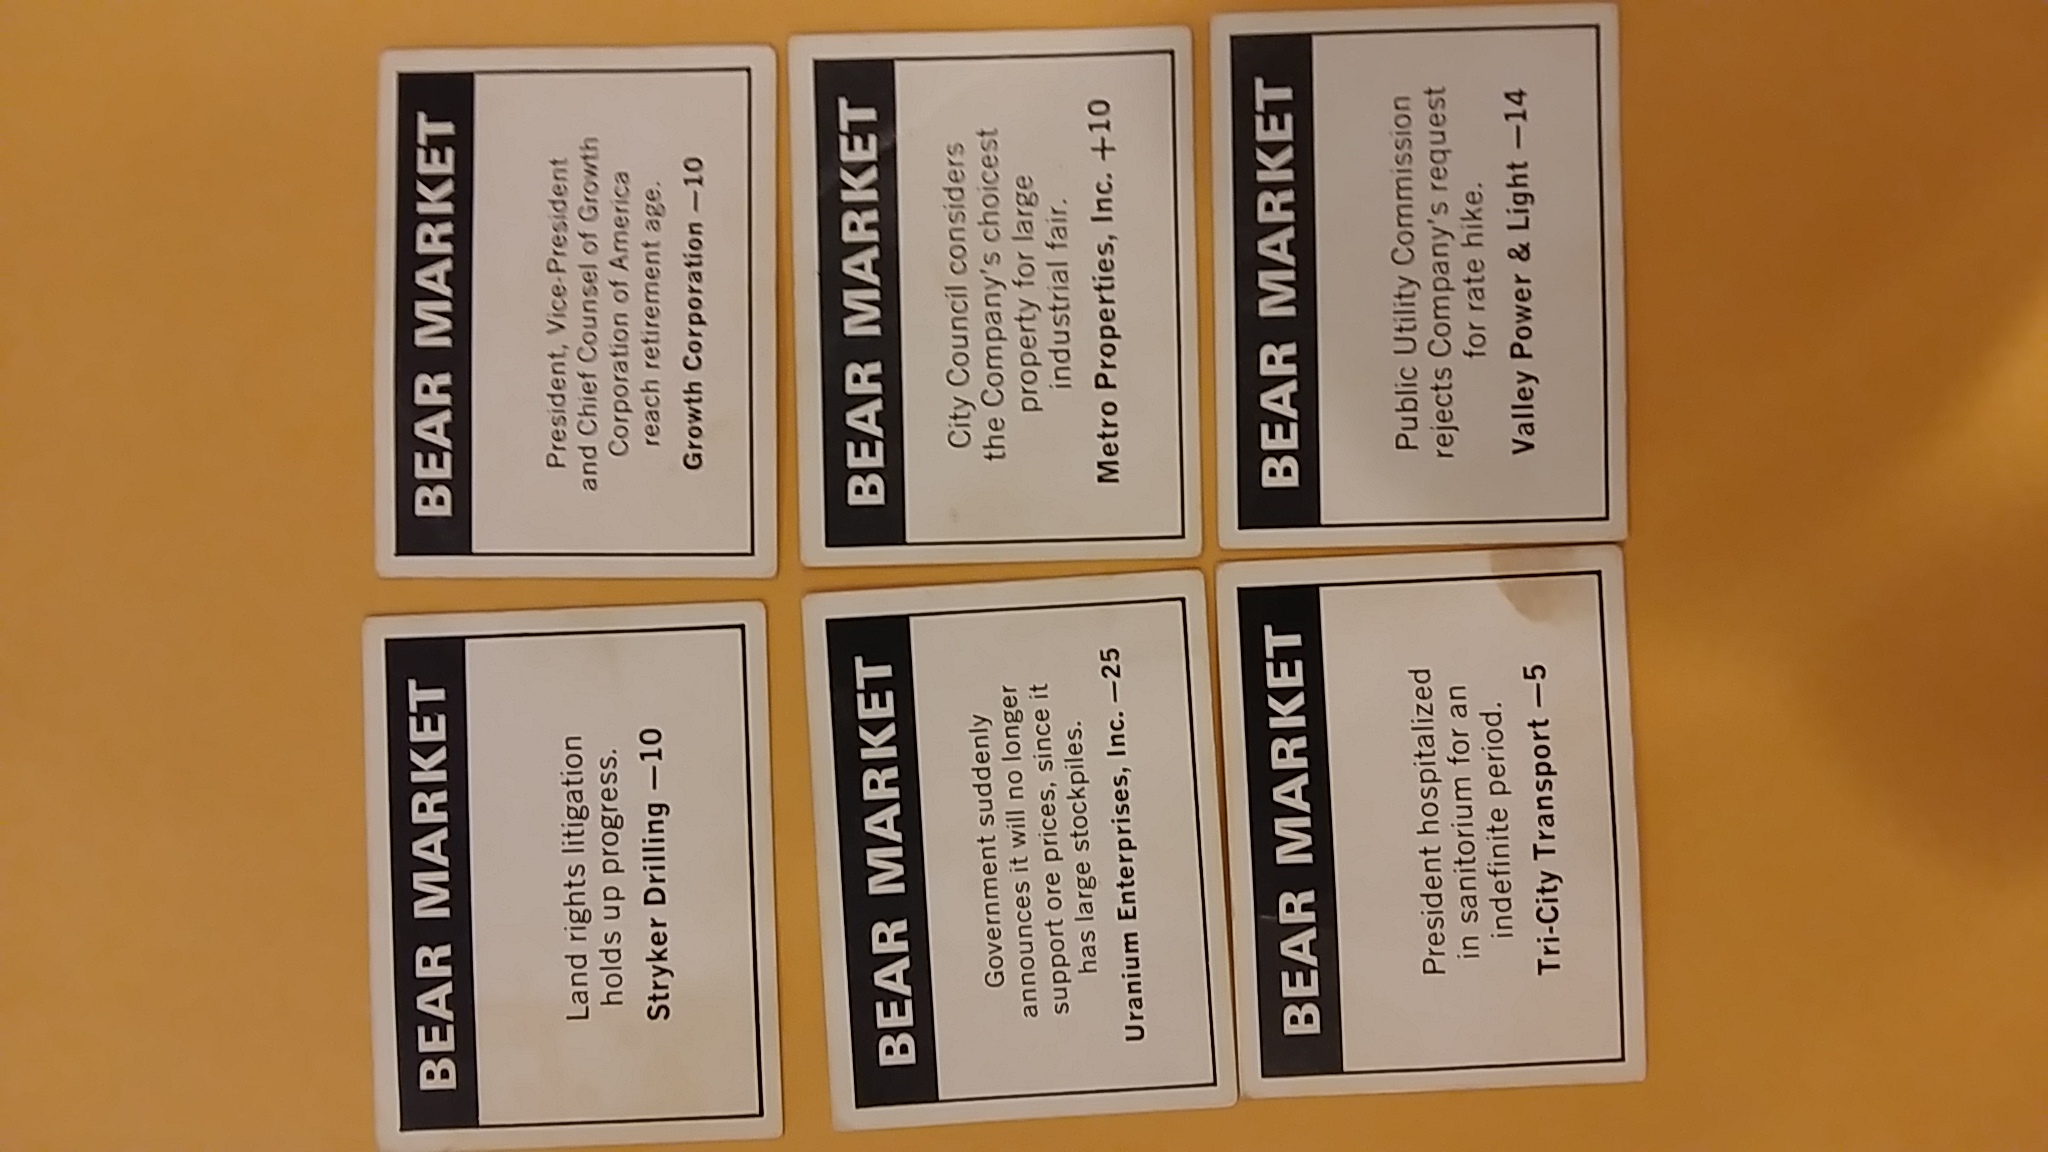 BEAR MARKET
Land rights litigation
holds up progress.
Stryker Drilling —10
BEAR MARKET
President, Vice-President
and Chief Counsel of Growth
Corporation of America
reach retirement age.
Growth Corporation —10
BEAR MARKET
Government suddenly
announces it will no longer
support ore prices, since it
has large stockpiles.
Uranium Enterprises, Inc. —25
BEAR MARKET
City Council considers
the Company's choicest
property for large
industrial fair.
Metro Properties, Inc. +10
BEAR MARKET
President hospitalized
in sanitorium for an
indefinite period.
Tri-City Transport —5
BEAR MARKET
Public Utility Commission
rejects Company's request
for rate hike.
Valley Power & Light —14